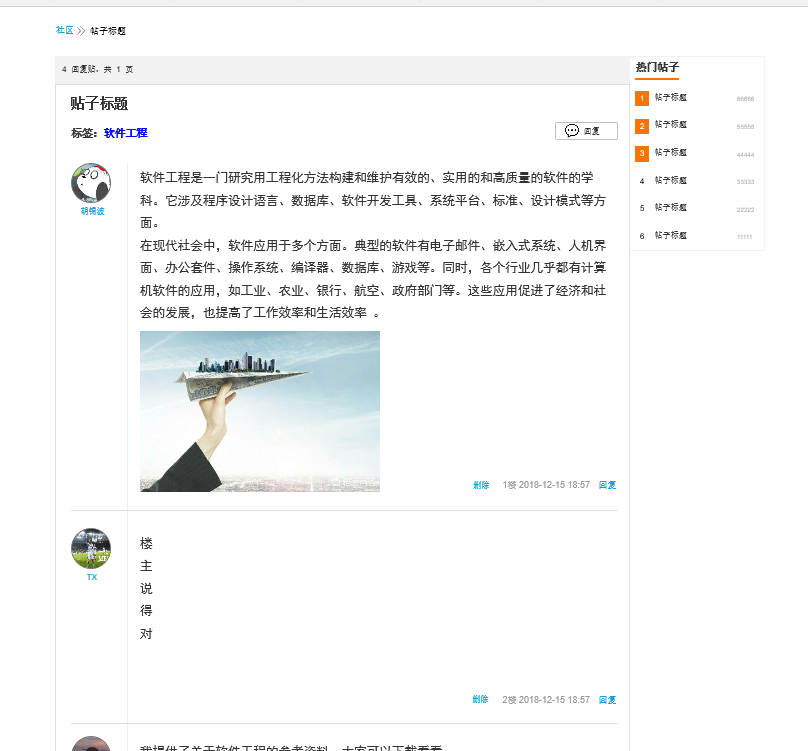 社区 >> 帖子标题
4 回复贴, 共 1 页
贴子标题
标签: 软件工程
回复
胡锦波
软件工程是一门研究用工程化方法构建和维护有效的、实用的和高质量的软件的学
科。它涉及程序设计语言、数据库、软件开发工具、系统平台、标准、设计模式等方
面。
在现代社会中，软件应用于多个方面。典型的软件有电子邮件、嵌入式系统、人机界
面、办公套件、操作系统、编译器、数据库、游戏等。同时，各个行业几乎都有计算
机软件的应用，如工业、农业、银行、航空、政府部门等。这些应用促进了经济和社
会的发展，也提高了工作效率和生活效率 。
删除 1楼 2018-12-15 18:57 回复
TX
楼
主
说
得
对
删除 2楼 2018-12-15 18:57 回复
我提供了关于软件工程的参考资料，大家可以下载看看
热门帖子
1 帖子标题 66666
2 帖子标题 55555
3 帖子标题 44444
4 帖子标题 33333
5 帖子标题 22222
6 帖子标题 11111